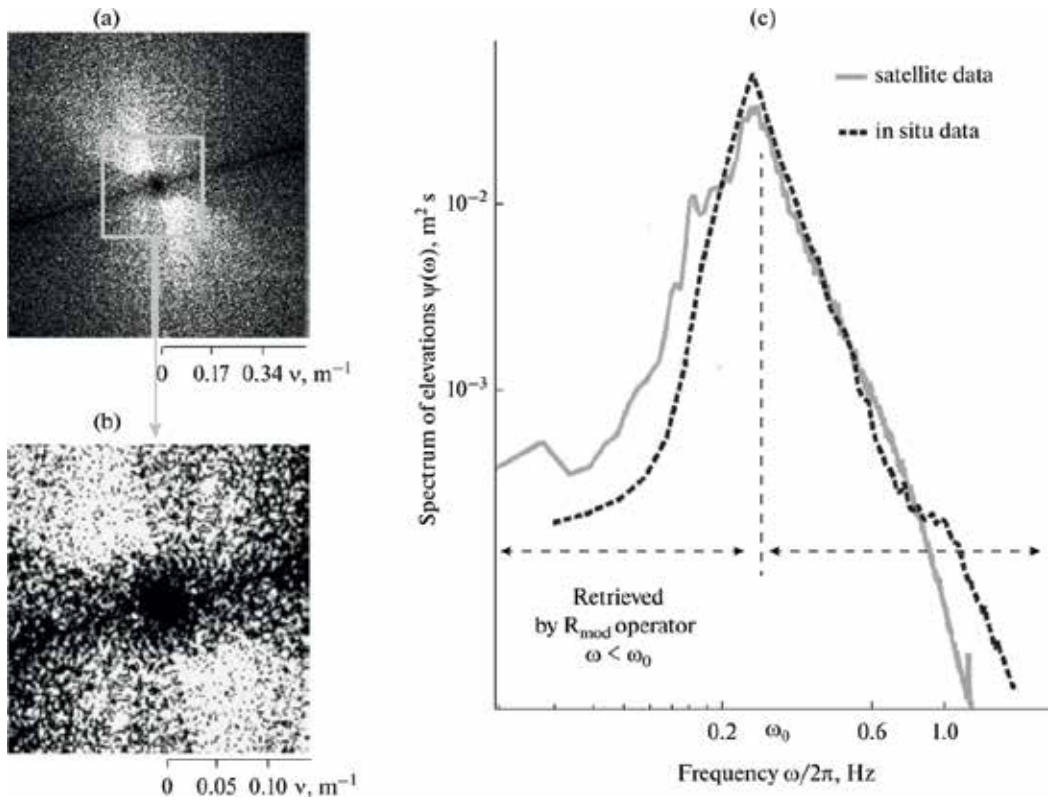 (a)
0 0.17 0.34 ν, m⁻¹
(b)
0 0.05 0.10 ν, m⁻¹
(c)
satellite data
in situ data
Spectrum of elevations ψ(ω), m² s
10⁻²
10⁻³
Retrieved
by R_mod operator
ω < ω₀
0.2 ω₀ 0.6 1.0
Frequency ω/2π, Hz